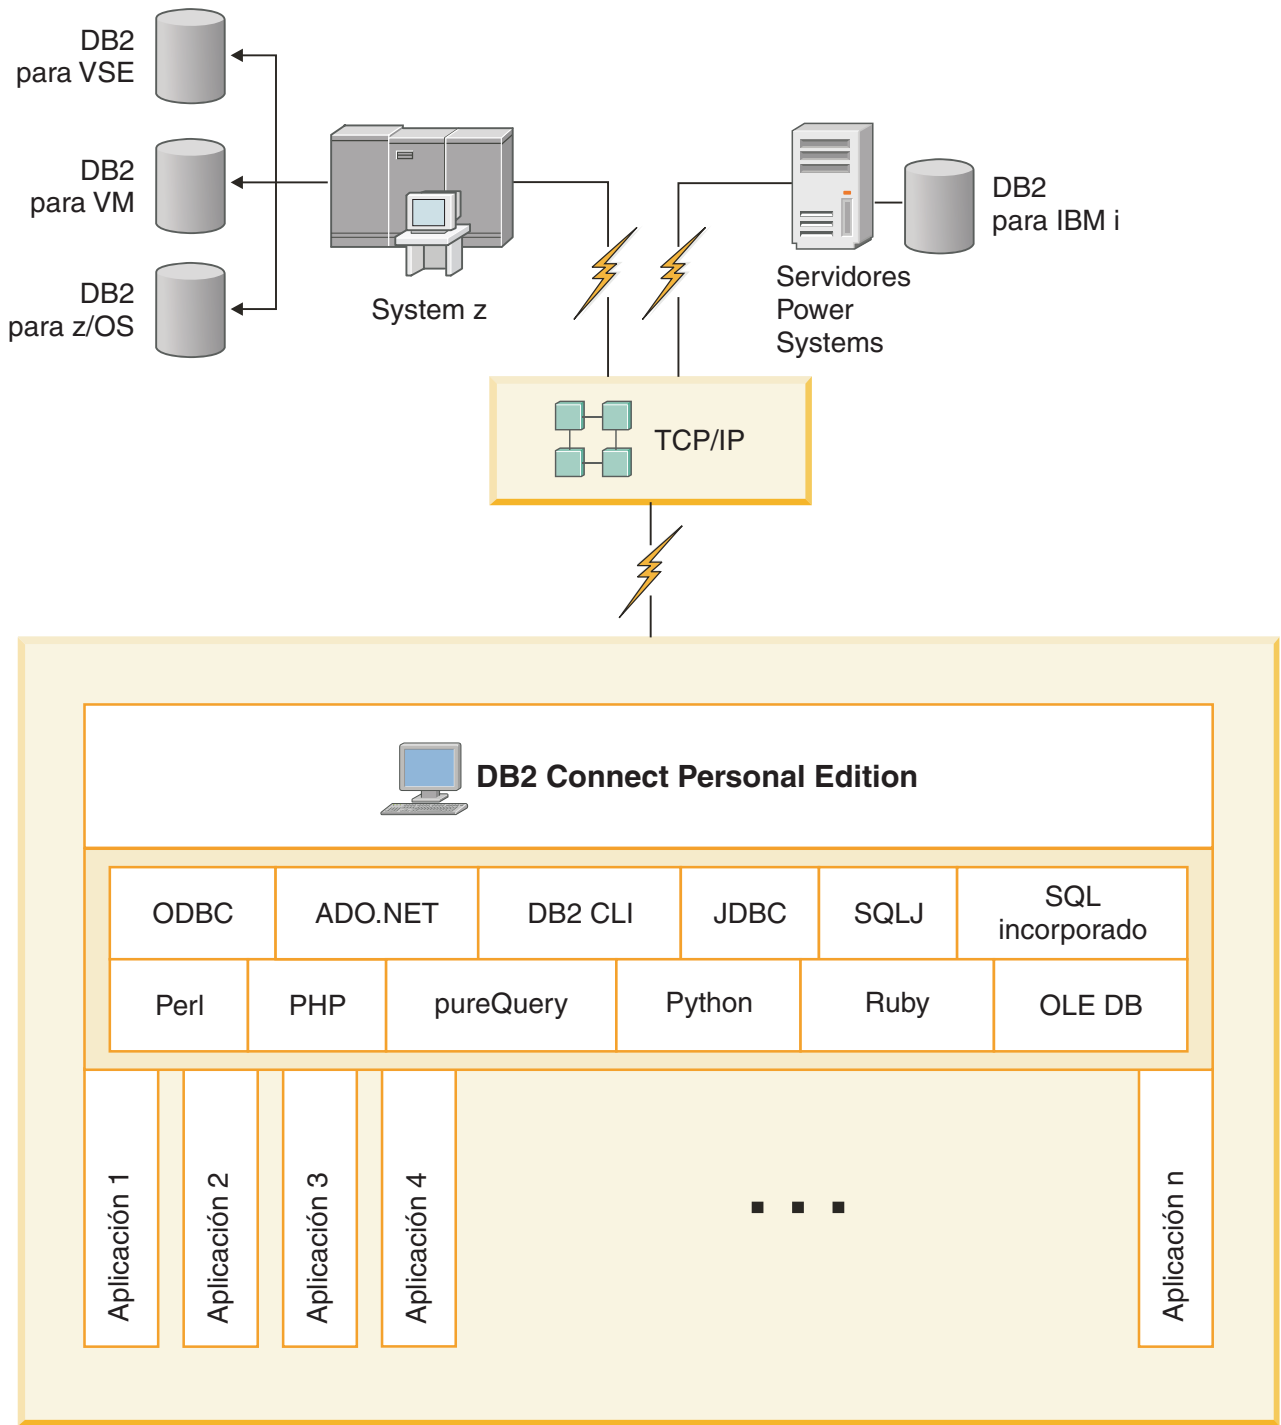 DB2
para VSE
DB2
para VM
DB2
para z/OS
System z
Servidores
Power
Systems
DB2
para IBM i
TCP/IP
DB2 Connect Personal Edition
ODBC
ADO.NET
DB2 CLI
JDBC
SQLJ
SQL
incorporado
Perl
PHP
pureQuery
Python
Ruby
OLE DB
Aplicación 1
Aplicación 2
Aplicación 3
Aplicación 4
. . .
Aplicación n